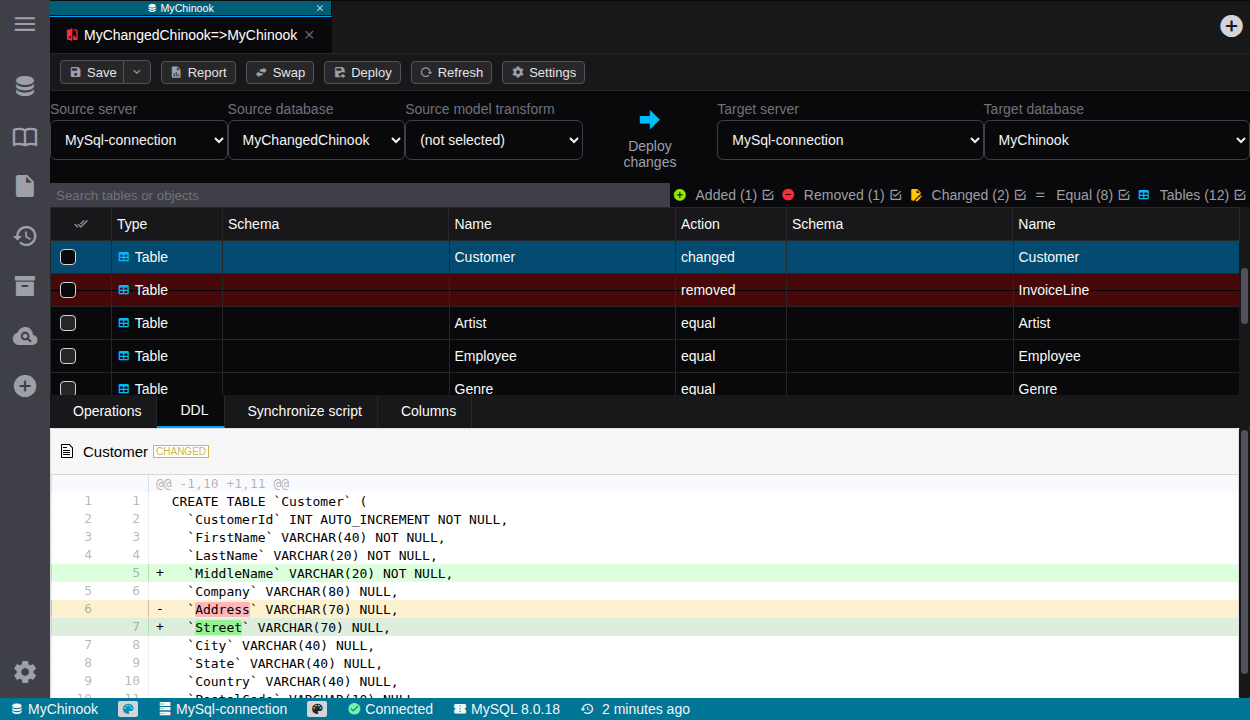 MyChinook
MyChangedChinook=>MyChinook
Save Report Swap Deploy Refresh Settings
Source server Source database Source model transform Target server Target database
MySql-connection MyChangedChinook (not selected) Deploy changes MySql-connection MyChinook
Search tables or objects Added (1) Removed (1) Changed (2) Equal (8) Tables (12)
Type Schema Name Action Schema Name
Table Customer changed Customer
Table removed InvoiceLine
Table Artist equal Artist
Table Employee equal Employee
Table Genre equal Genre
Operations DDL Synchronize script Columns
Customer CHANGED
@@ -1,10 +1,11 @@
1 1 CREATE TABLE `Customer` (
2 2 `CustomerId` INT AUTO_INCREMENT NOT NULL,
3 3 `FirstName` VARCHAR(40) NOT NULL,
4 4 `LastName` VARCHAR(20) NOT NULL,
5 + `MiddleName` VARCHAR(20) NOT NULL,
5 6 `Company` VARCHAR(80) NULL,
6 - `Address` VARCHAR(70) NULL,
7 + `Street` VARCHAR(70) NULL,
7 8 `City` VARCHAR(40) NULL,
8 9 `State` VARCHAR(40) NULL,
9 10 `Country` VARCHAR(40) NULL,
10 11 `PostalCode` VARCHAR(10) NULL,
MyChinook MySql-connection Connected MySQL 8.0.18 2 minutes ago